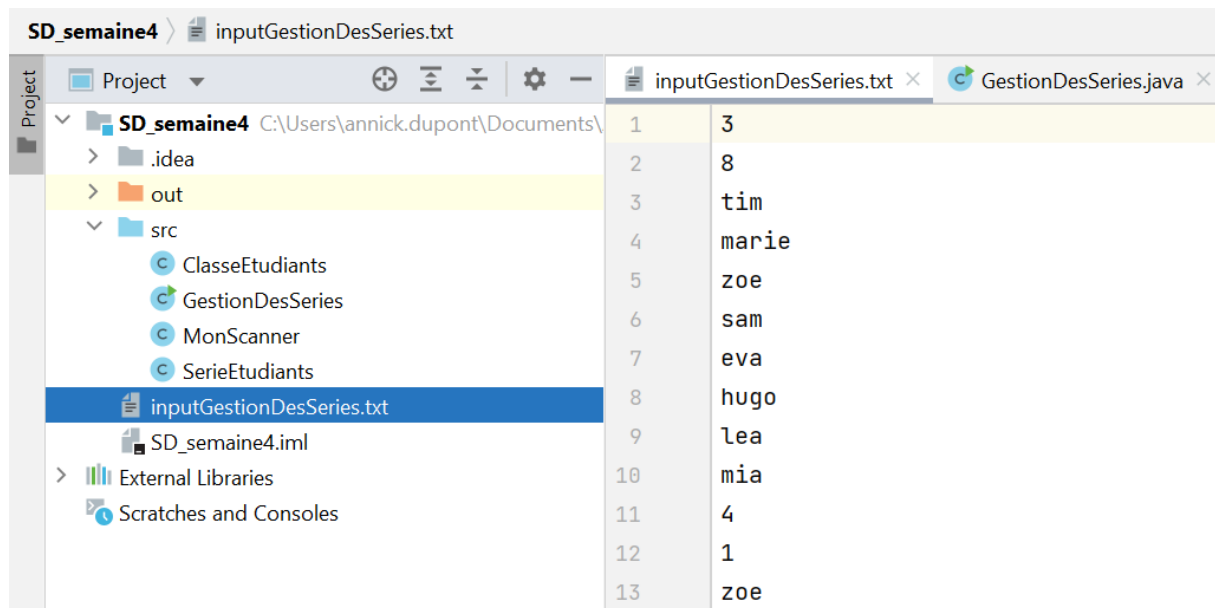 SD_semaine4 〉 inputGestionDesSeries.txt
Project
Project
SD_semaine4 C:\Users\annick.dupont\Documents\
.idea
out
src
ClasseEtudiants
GestionDesSeries
MonScanner
SerieEtudiants
inputGestionDesSeries.txt
SD_semaine4.iml
External Libraries
Scratches and Consoles
inputGestionDesSeries.txt × GestionDesSeries.java ×
1 3
2 8
3 tim
4 marie
5 zoe
6 sam
7 eva
8 hugo
9 lea
10 mia
11 4
12 1
13 zoe